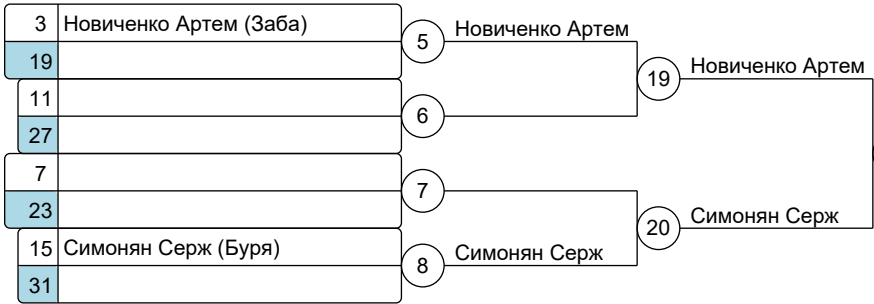 3 Новиченко Артем (Заба)
19
11
27
7
23
15 Симонян Серж (Буря)
31
5 Новиченко Артем
6
7
8 Симонян Серж
19 Новиченко Артем
20 Симонян Серж